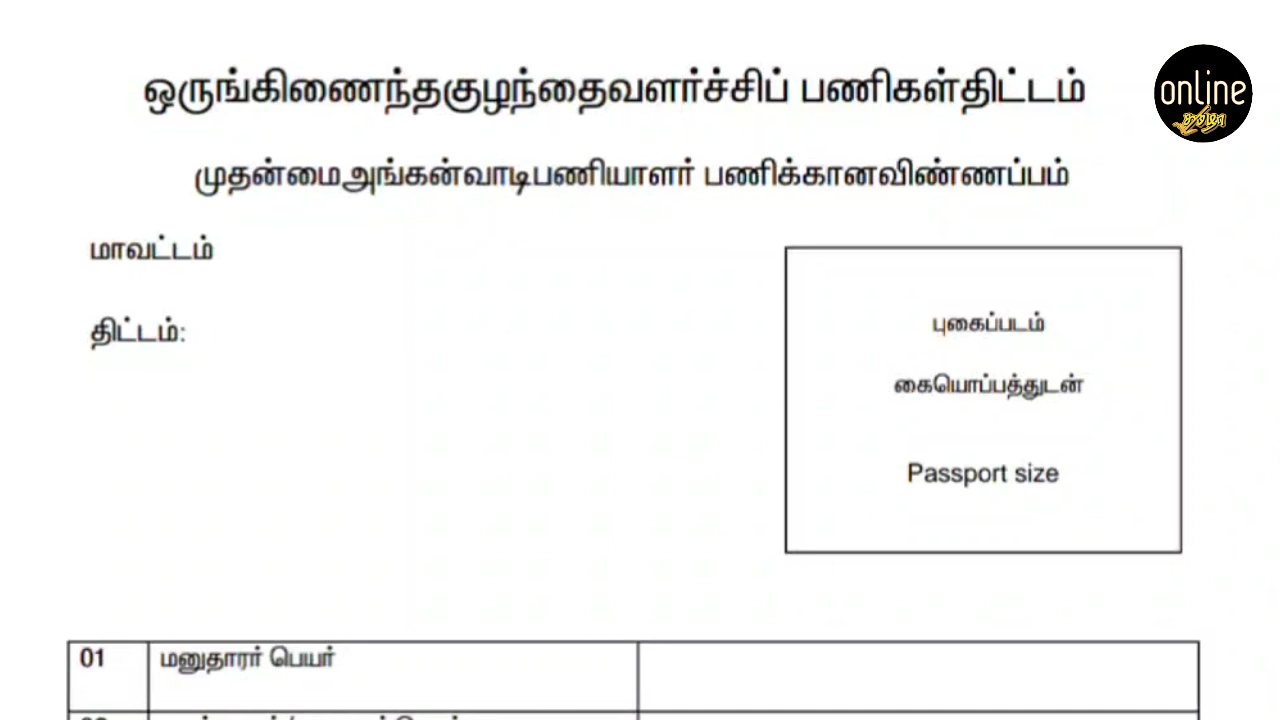 ஒருங்கிணைந்தகுழந்தைவளர்ச்சிப் பணிகள்திட்டம்
online
தமிழா
முதன்மைஅங்கன்வாடிபணியாளர் பணிக்கானவிண்ணப்பம்
மாவட்டம்
திட்டம்:
புகைப்படம்
கையொப்பத்துடன்
Passport size
01 மனுதாரர் பெயர்